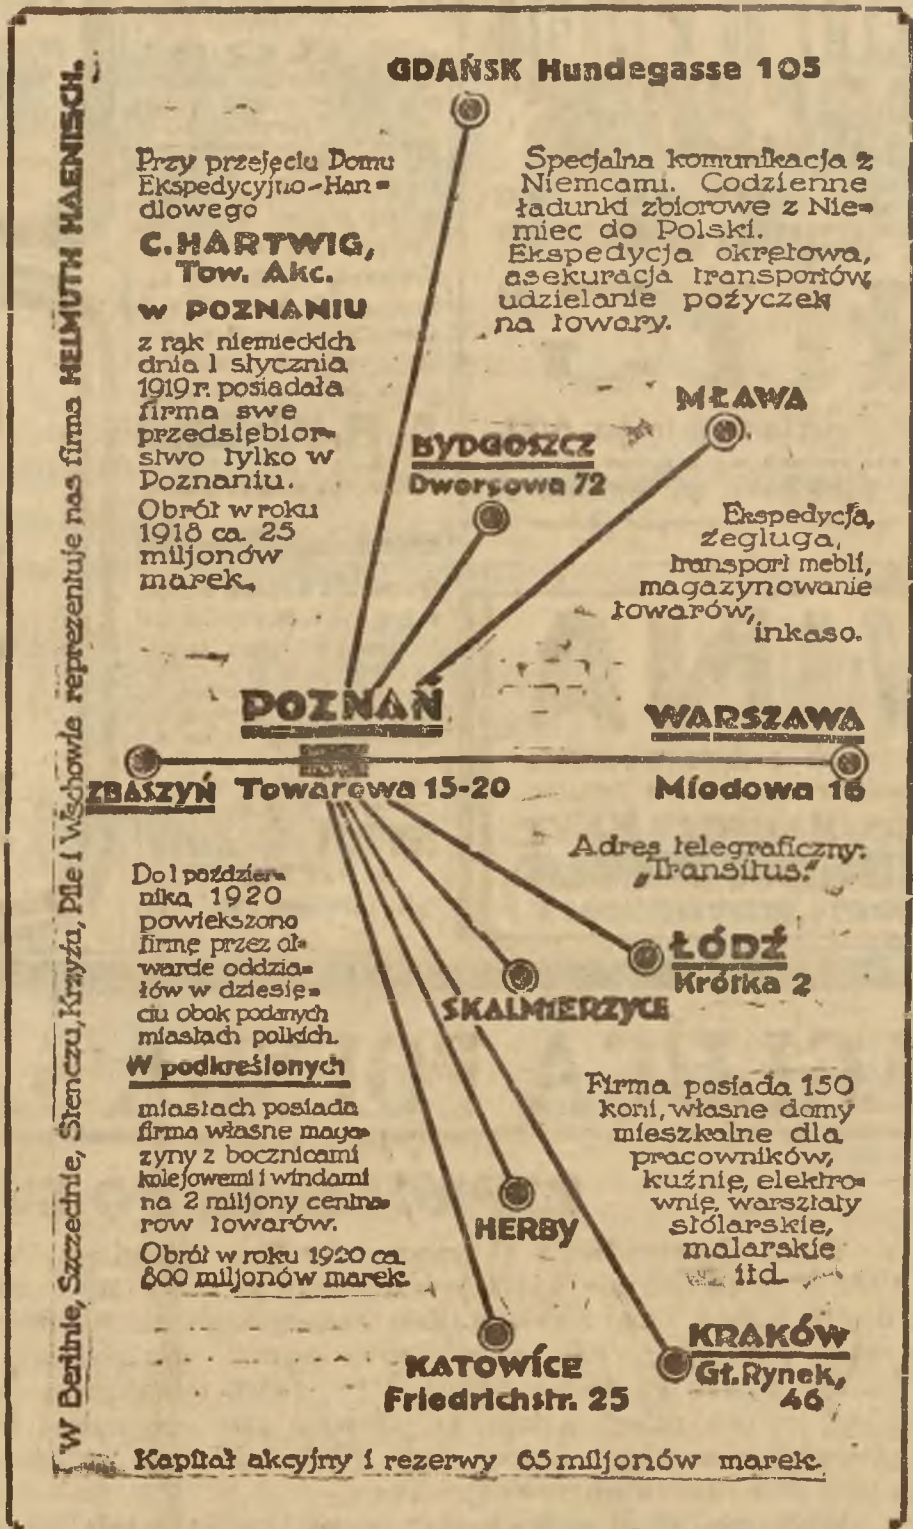 W Berlinie, Szczecinie, Stenczu, Krzyżu, Pile i Wschowie reprezentuje nas firma HELMUTH HAENISCH.
GDAŃSK Hundegasse 105
Przy przejęciu Domu
Ekspedycyjno-Han=
dlowego
C. HARTWIG,
Tow. Akc.
w POZNANIU
z rąk niemieckich
dnia 1 stycznia
1919 r. posiadała
firma swe
przedsiębior=
stwo tylko w
Poznaniu.
Obrót w roku
1918 ca. 25
miljonów
marek.
Specjalna komunikacja z
Niemcami. Codzienne
ładunki zbiorowe z Nie=
miec do Polski.
Ekspedycja okrętowa,
asekuracja transportów,
udzielanie pożyczek
na towary.
MŁAWA
BYDGOSZCZ
Dworcowa 72
Ekspedycja,
żegluga,
transport mebli,
magazynowanie
towarów,
inkaso.
POZNAŃ
Towarowa 15-20
ZBASZYŃ
WARSZAWA
Miodowa 16
Adres telegraficzny:
„Transitus."
Do 1 paździer=
nika 1920
powiekszono
firmę przez ot=
warcie oddzia=
łów w dziesię=
ciu obok podanych
miastach polkich.
W podkreślonych
miastach posiada
firma własne maga=
zyny z bocznicami
kolejowemi i windami
na 2 miljony centna=
row towarów.
Obrót w roku 1920 ca.
800 miljonów marek.
ŁÓDŹ
Krótka 2
SKALMIERZYCE
Firma posiada 150
koni, własne domy
mieszkalne dla
pracowników,
kuźnię, elektro=
wnię, warsztaty
stólarskie,
malarskie
itd.
HERBY
KATOWICE
Friedrichstr. 25
KRAKÓW
Gł. Rynek,
46
Kapitał akcyjny i rezerwy 65 miljonów marek.